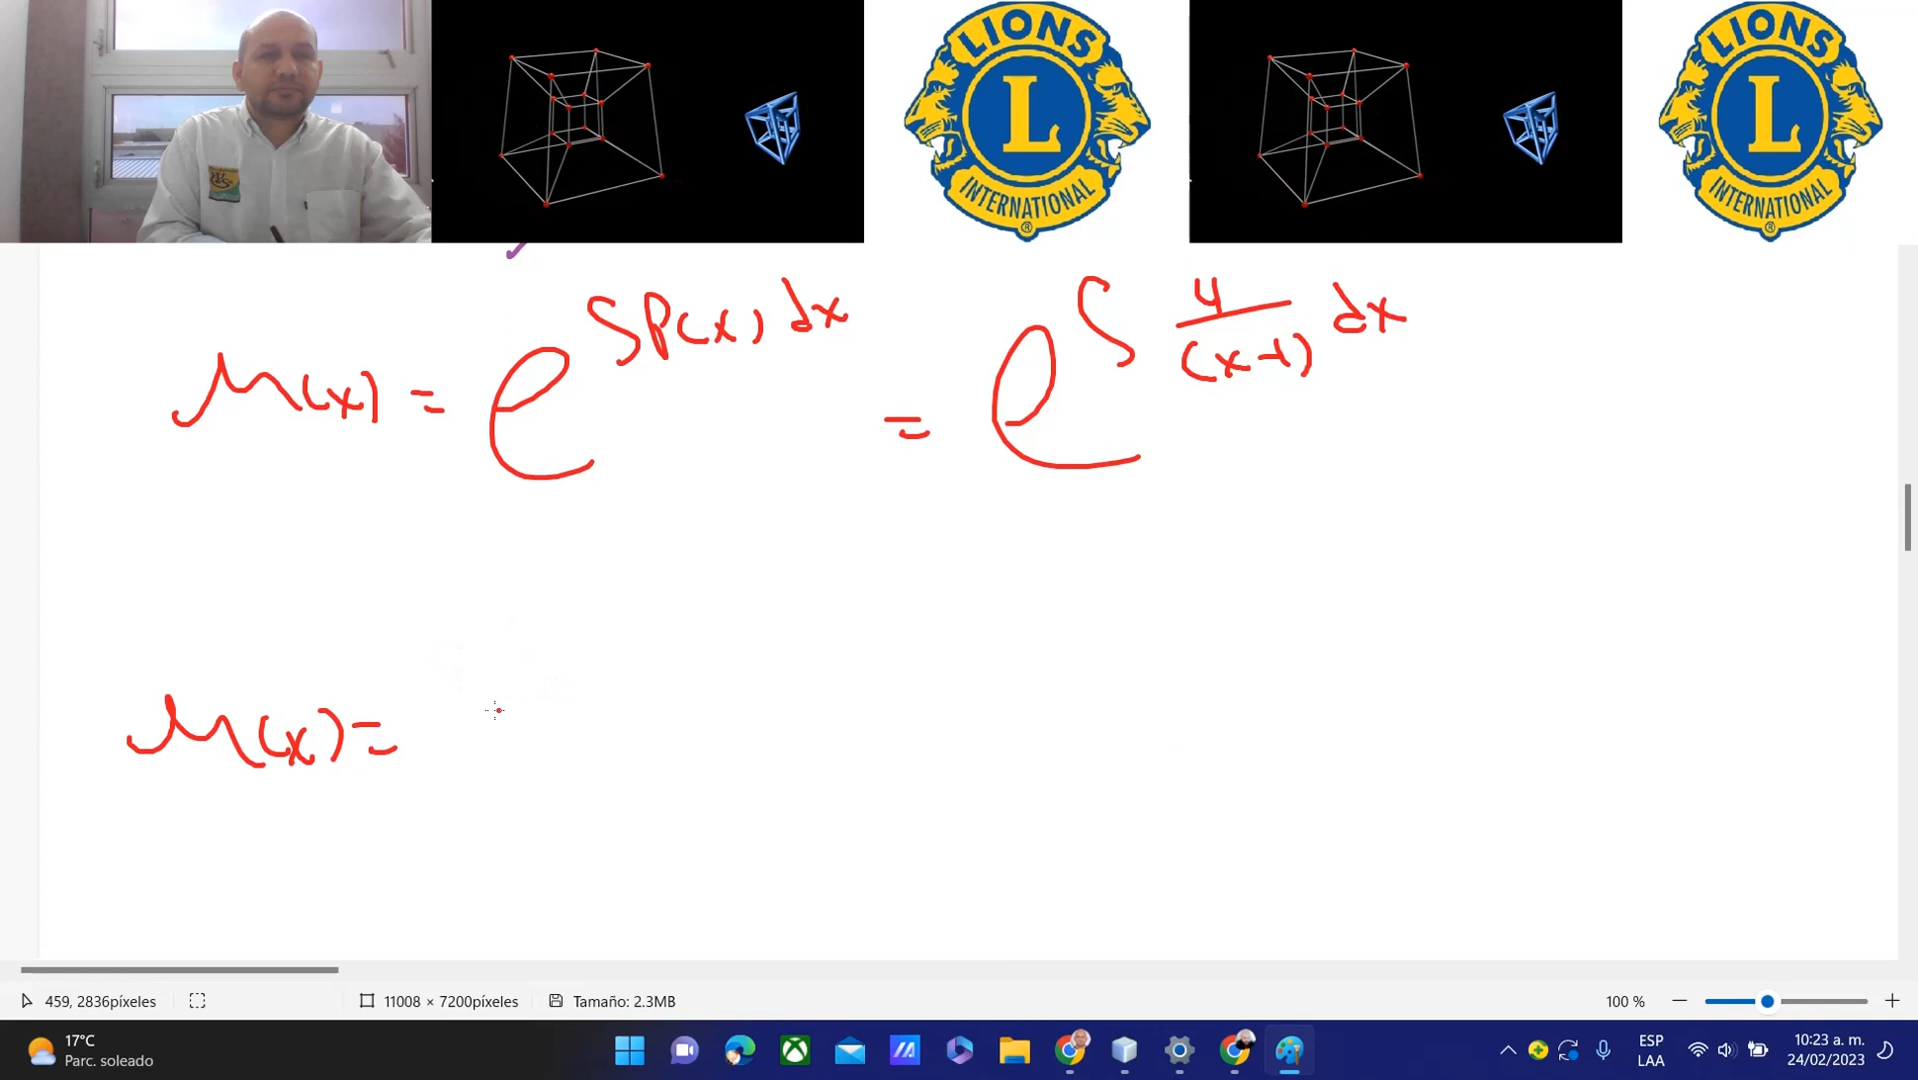 LIONS
L
INTERNATIONAL
®
LIONS
L
INTERNATIONAL
®
μ(x) = e^{∫p(x)dx} = e^{∫ 4/(x-1) dx}
μ(x) =
459, 2836píxeles
11008 × 7200píxeles
Tamaño: 2.3MB
100 %
17°C
Parc. soleado
ESP
LAA
10:23 a. m.
24/02/2023